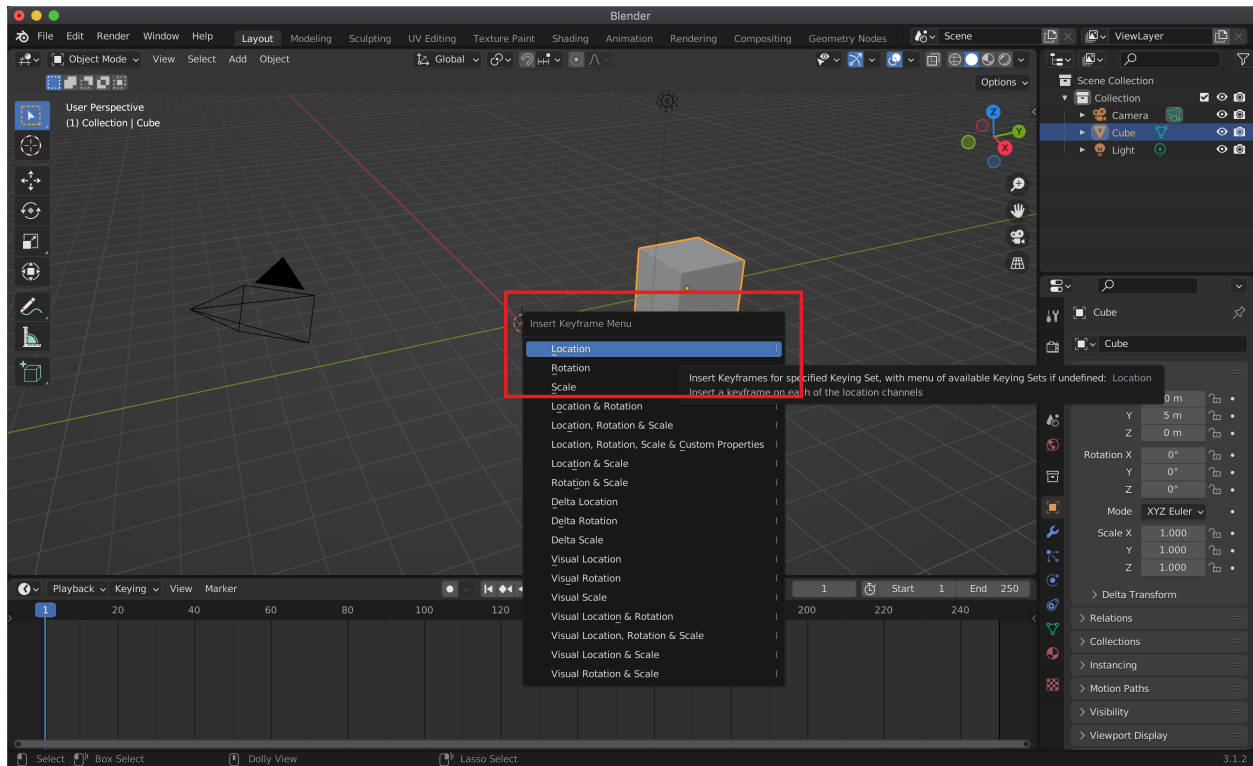 Blender
File Edit Render Window Help Layout Modeling Sculpting UV Editing Texture Paint Shading Animation Rendering Compositing Geometry Nodes Scene ViewLayer
Object Mode View Select Add Object Global
Options
User Perspective
(1) Collection | Cube
Z
Y
X
Scene Collection
Collection
Camera
Cube
Light
Insert Keyframe Menu
Location
Rotation
Scale
Location & Rotation
Location, Rotation & Scale
Location, Rotation, Scale & Custom Properties
Location & Scale
Rotation & Scale
Delta Location
Delta Rotation
Delta Scale
Visual Location
Visual Rotation
Visual Scale
Visual Location & Rotation
Visual Location, Rotation & Scale
Visual Location & Scale
Visual Rotation & Scale
Insert Keyframes for specified Keying Set, with menu of available Keying Sets if undefined: Location
Insert a keyframe on each of the location channels
Cube
Cube
0 m
Y 5 m
Z 0 m
Rotation X 0°
Y 0°
Z 0°
Mode XYZ Euler
Scale X 1.000
Y 1.000
Z 1.000
Delta Transform
Relations
Collections
Instancing
Motion Paths
Visibility
Viewport Display
Playback Keying View Marker 1 Start 1 End 250
1 20 40 60 80 100 120 200 220 240
Select Box Select Dolly View Lasso Select 3.1.2